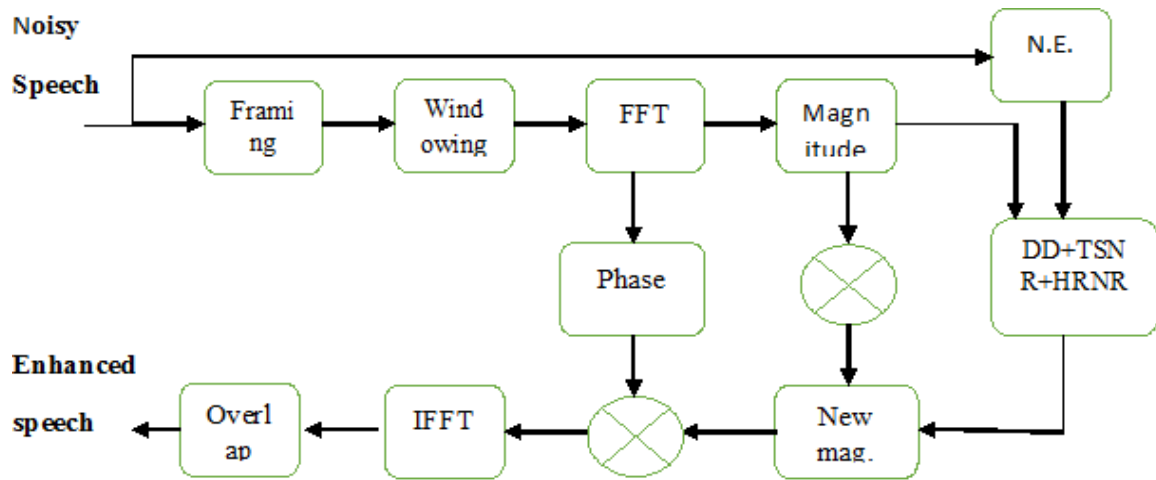 Noisy
Speech
N.E.
Frami
ng
Wind
owing
FFT
Magn
itude
Phase
DD+TSN
R+HRNR
Enhanced
speech
Overl
ap
IFFT
New
mag.